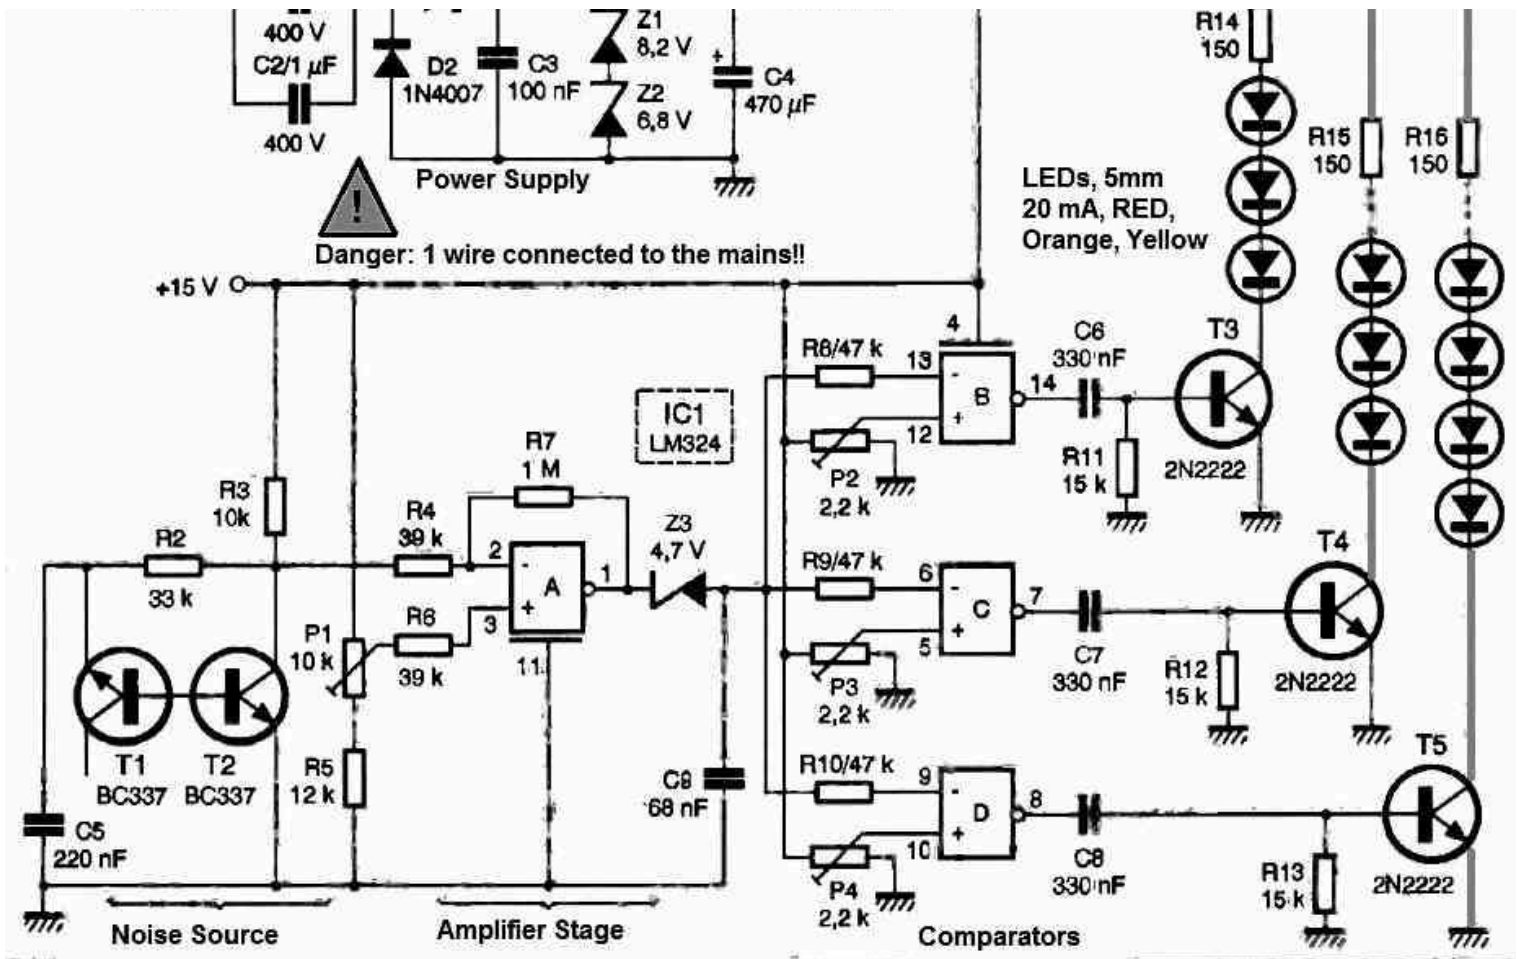 400 V
C2/1 µF
400 V
D2
1N4007
C3
100 nF
Z1
8,2 V
Z2
6,8 V
+
C4
470 µF
R14
150
R15
150
R16
150
Power Supply
!
Danger: 1 wire connected to the mains!!
LEDs, 5mm
20 mA, RED,
Orange, Yellow
+15 V
R8/47 k
13
-
4
B
+
12
14
C6
330 nF
T3
2N2222
R11
15 k
P2
2,2 k
IC1
LM324
R7
1 M
R3
10k
R4
39 k
R2
33 k
2
-
A
+
3
1
11
Z3
4,7 V
R6
39 k
P1
10 k
R5
12 k
T1
BC337
T2
BC337
C5
220 nF
C9
68 nF
R9/47 k
6
-
C
+
5
7
C7
330 nF
P3
2,2 k
R12
15 k
T4
2N2222
R10/47 k
9
-
D
+
10
8
C8
330 nF
P4
2,2 k
R13
15 k
T5
2N2222
Noise Source
Amplifier Stage
Comparators